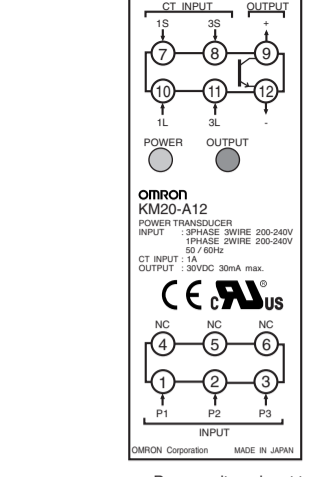 CT INPUT OUTPUT
1S 3S +
7 8 9
10 11 12
1L 3L -
POWER OUTPUT
OMRON
KM20-A12
POWER TRANSDUCER
INPUT : 3PHASE 3WIRE 200-240V
1PHASE 2WIRE 200-240V
50 / 60Hz
CT INPUT : 1A
OUTPUT : 30VDC 30mA max.
CE c RU ® US
NC NC NC
4 5 6
1 2 3
P1 P2 P3
INPUT
OMRON Corporation MADE IN JAPAN